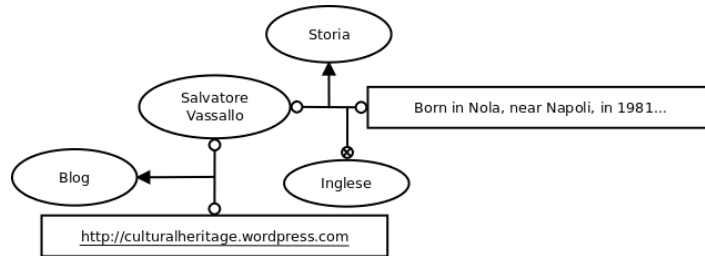 Storia
Salvatore
Vassallo
Born in Nola, near Napoli, in 1981...
Blog
Inglese
http://culturalheritage.wordpress.com